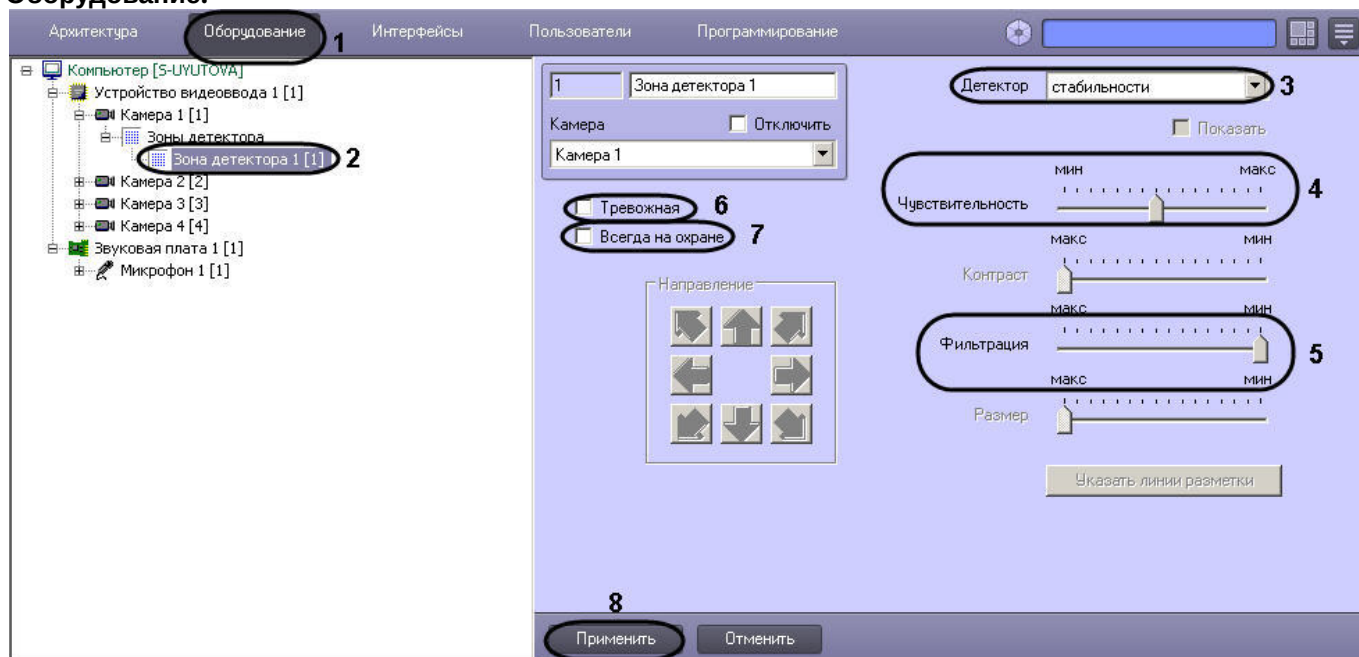 Оборудование.
Архитектура Оборудование 1 Интерфейсы Пользователи Программирование
Компьютер [S-UYUTOVA]
Устройство видеоввода 1 [1]
Камера 1 [1]
Зоны детектора
Зона детектора 1 [1] 2
Камера 2 [2]
Камера 3 [3]
Камера 4 [4]
Звуковая плата 1 [1]
Микрофон 1 [1]
1 Зона детектора 1
Камера Отключить
Камера 1
Тревожная 6
Всегда на охране 7
Направление
Детектор стабильности 3
Показать
мин макс
Чувствительность 4
макс мин
Контраст
макс мин
Фильтрация 5
макс мин
Размер
Указать линии разметки
8
Применить Отменить